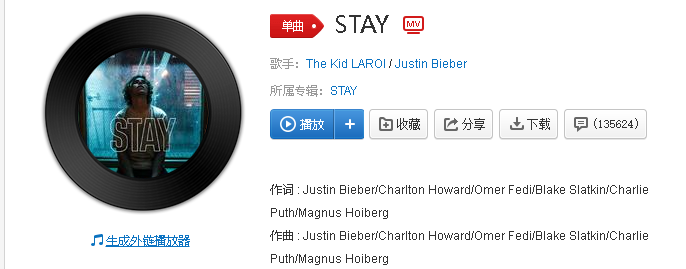 单曲 STAY MV
歌手：The Kid LAROI / Justin Bieber
所属专辑：STAY
STAY
播放 + 收藏 分享 下载 (135624)
作词 : Justin Bieber/Charlton Howard/Omer Fedi/Blake Slatkin/Charlie
Puth/Magnus Hoiberg
生成外链播放器
作曲 : Justin Bieber/Charlton Howard/Omer Fedi/Blake Slatkin/Charlie
Puth/Magnus Hoiberg